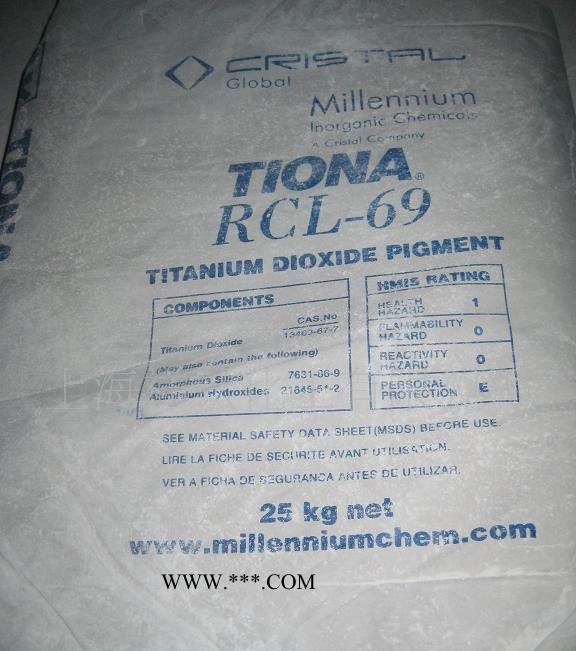 CRISTAL
Global
Millennium
Inorganic Chemicals
A Cristal Company
TIONA®
RCL-69
TITANIUM DIOXIDE PIGMENT
COMPONENTS
CAS.No
Titanium Dioxide 13463-67-7
(May also contain the following)
Amorphous Silica 7631-86-9
Aluminium Hydroxides 21645-51-2
HMIS RATING
HEALTH HAZARD 1
FLAMMABILITY HAZARD 0
REACTIVITY HAZARD 0
PERSONAL PROTECTION E
SEE MATERIAL SAFETY DATA SHEET(MSDS) BEFORE USE.
LIRE LA FICHE DE SECURITE AVANT UTILISATION.
VER A FICHA DE SEGURANCA ANTES DE UTILIZAR.
25 kg net
www.millenniumchem.com
WWW.***.COM
TIONA